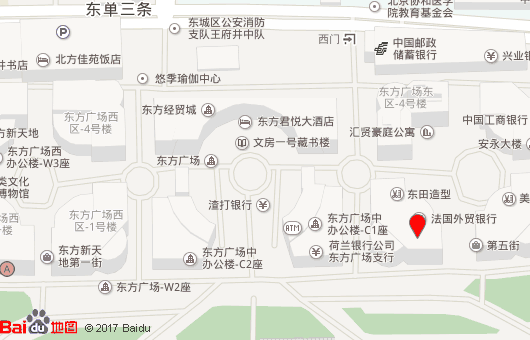 东单三条
北京协和医学
院教育基金会
东城区公安消防
支队王府井中队
西门
P
中国邮政
储蓄银行
兴业银
井书店
北方佳苑饭店
悠季瑜伽中心
东方广场西
区-4号楼
东方经贸城
东方君悦大酒店
文房一号藏书楼
东方广场东
区-4号楼
汇贤豪庭公寓
中国工商银行
安永大楼
方新天地
东方广场西
办公楼-W3座
东方广场
类文化
博物馆
东方广场西
区-1号楼
渣打银行
东田造型
美
法国外贸银行
ATM
东方广场中
办公楼-C1座
荷兰银行公司
东方广场支行
第五街
东方新天
地第一街
东方广场中
办公楼-C2座
A
东方广场-W2座
Bai du 地图
© 2017 Baidu